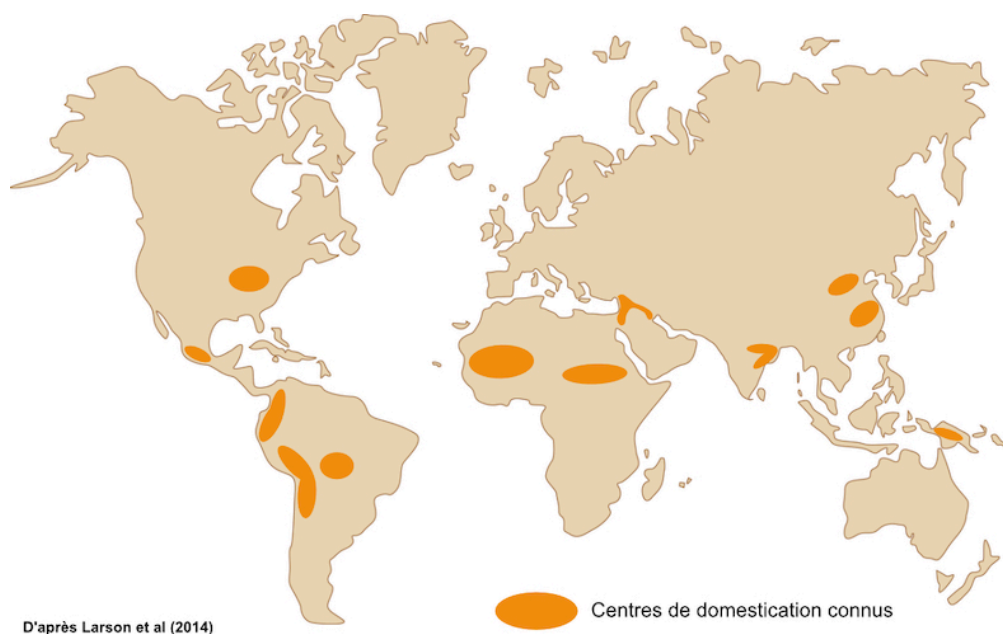 Centres de domestication connus
D'après Larson et al (2014)